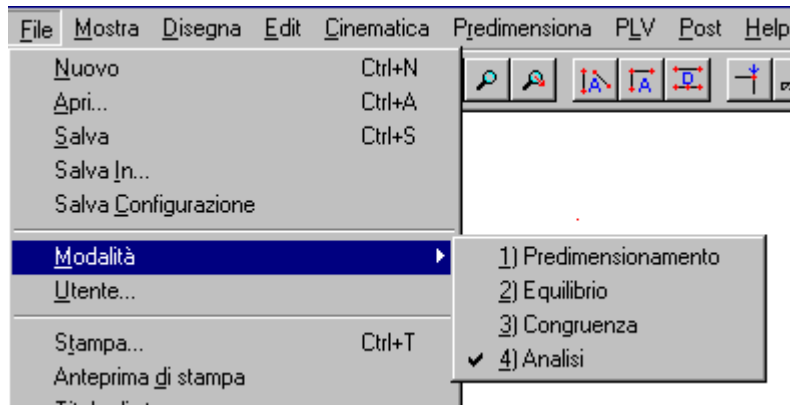 File Mostra Disegna Edit Cinematica Predimensiona PLV Post Help
Nuovo Ctrl+N
Apri... Ctrl+A
Salva Ctrl+S
Salva In...
Salva Configurazione
Modalità
1) Predimensionamento
2) Equilibrio
3) Congruenza
4) Analisi
Utente...
Stampa... Ctrl+T
Anteprima di stampa